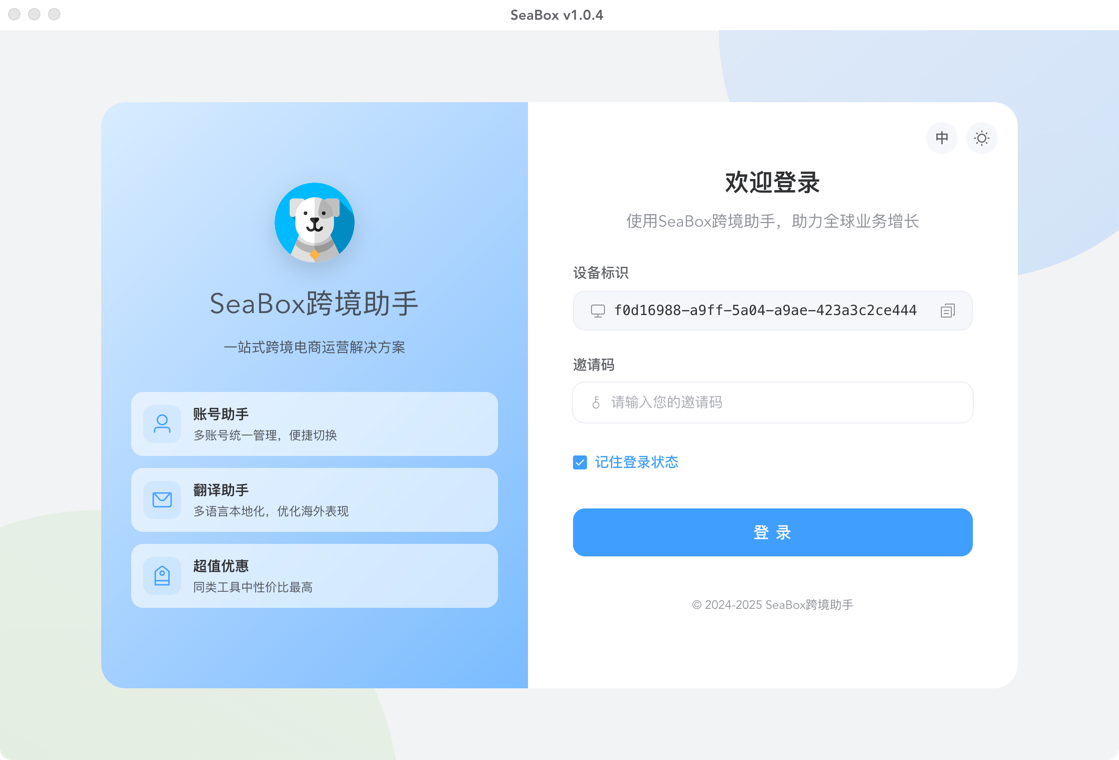 SeaBox v1.0.4
SeaBox跨境助手
一站式跨境电商运营解决方案
账号助手
多账号统一管理，便捷切换
翻译助手
多语言本地化，优化海外表现
超值优惠
同类工具中性价比最高
中
欢迎登录
使用SeaBox跨境助手，助力全球业务增长
设备标识
f0d16988-a9ff-5a04-a9ae-423a3c2ce444
邀请码
请输入您的邀请码
记住登录状态
登 录
© 2024-2025 SeaBox跨境助手